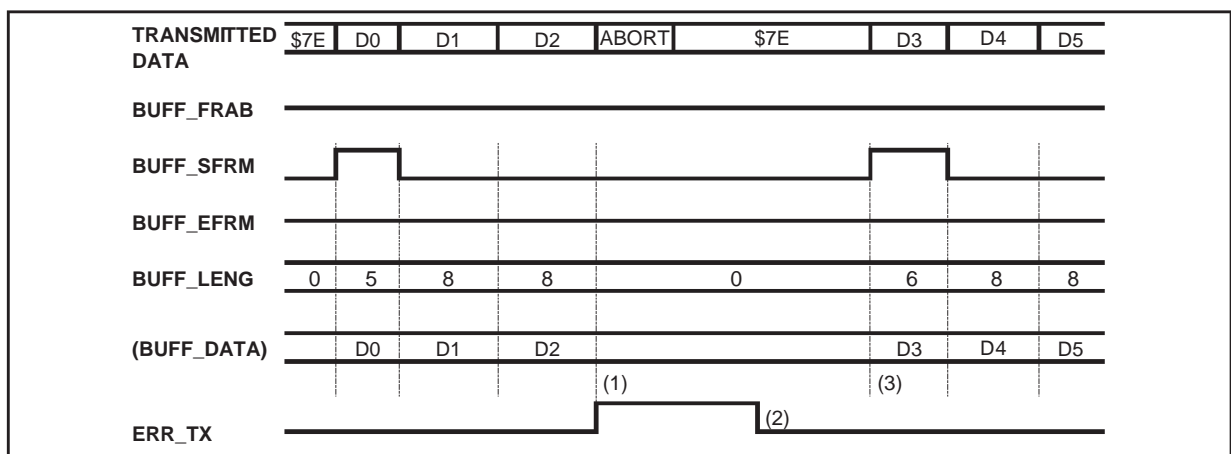 TRANSMITTED DATA
$7E D0 D1 D2 ABORT $7E D3 D4 D5
BUFF_FRAB
BUFF_SFRM
BUFF_EFRM
BUFF_LENG 0 5 8 8 0 6 8 8
(BUFF_DATA) D0 D1 D2 D3 D4 D5
(1) (3)
ERR_TX (2)